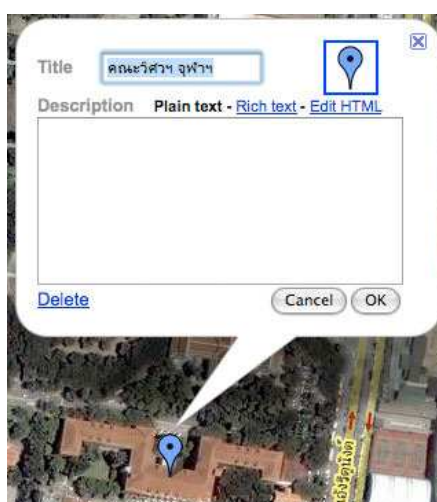 Title คณะวิศวฯ จุฬาฯ
Description Plain text - Rich text - Edit HTML
Delete Cancel OK